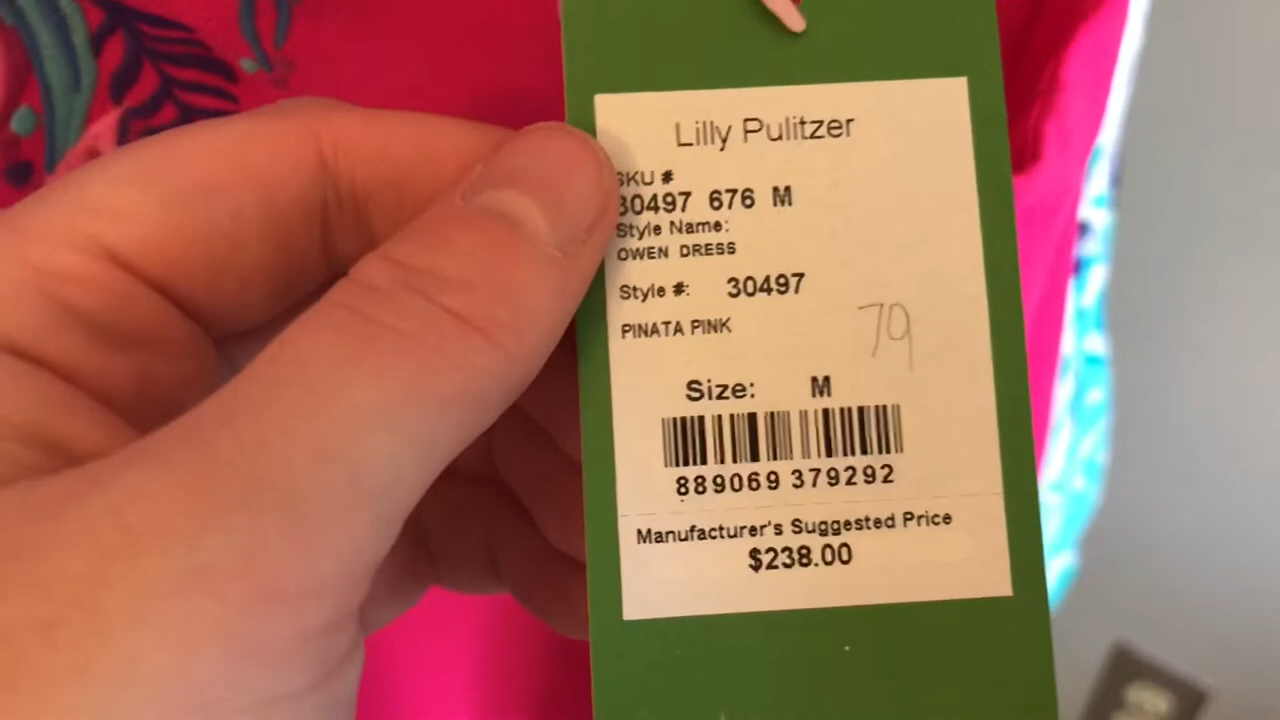 Lilly Pulitzer
SKU #
30497 676 M
Style Name:
OWEN DRESS
Style #: 30497
PINATA PINK
79
Size: M
889069 379292
Manufacturer's Suggested Price
$238.00